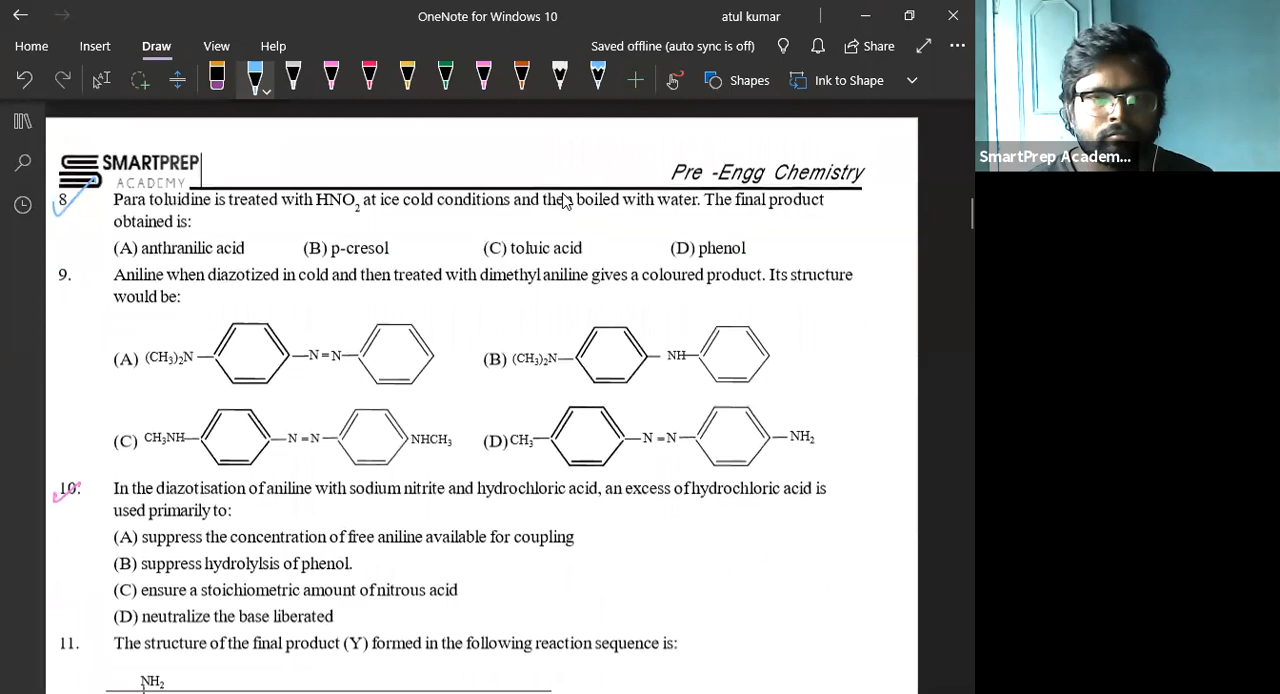 OneNote for Windows 10
atul kumar
Home Insert Draw View Help
Saved offline (auto sync is off)
Share
Shapes
Ink to Shape
SmartPrep Academ...
SMARTPREP
ACADEMY
Pre -Engg Chemistry
8 Para toluidine is treated with HNO2 at ice cold conditions and then boiled with water. The final product
obtained is:
(A) anthranilic acid (B) p-cresol (C) toluic acid (D) phenol
9. Aniline when diazotized in cold and then treated with dimethyl aniline gives a coloured product. Its structure
would be:
(A) (CH3)2N N=N (B) (CH3)2N NH
(C) CH3NH N=N NHCH3 (D) CH3 N=N NH2
10. In the diazotisation of aniline with sodium nitrite and hydrochloric acid, an excess of hydrochloric acid is
used primarily to:
(A) suppress the concentration of free aniline available for coupling
(B) suppress hydrolylsis of phenol.
(C) ensure a stoichiometric amount of nitrous acid
(D) neutralize the base liberated
11. The structure of the final product (Y) formed in the following reaction sequence is:
NH2